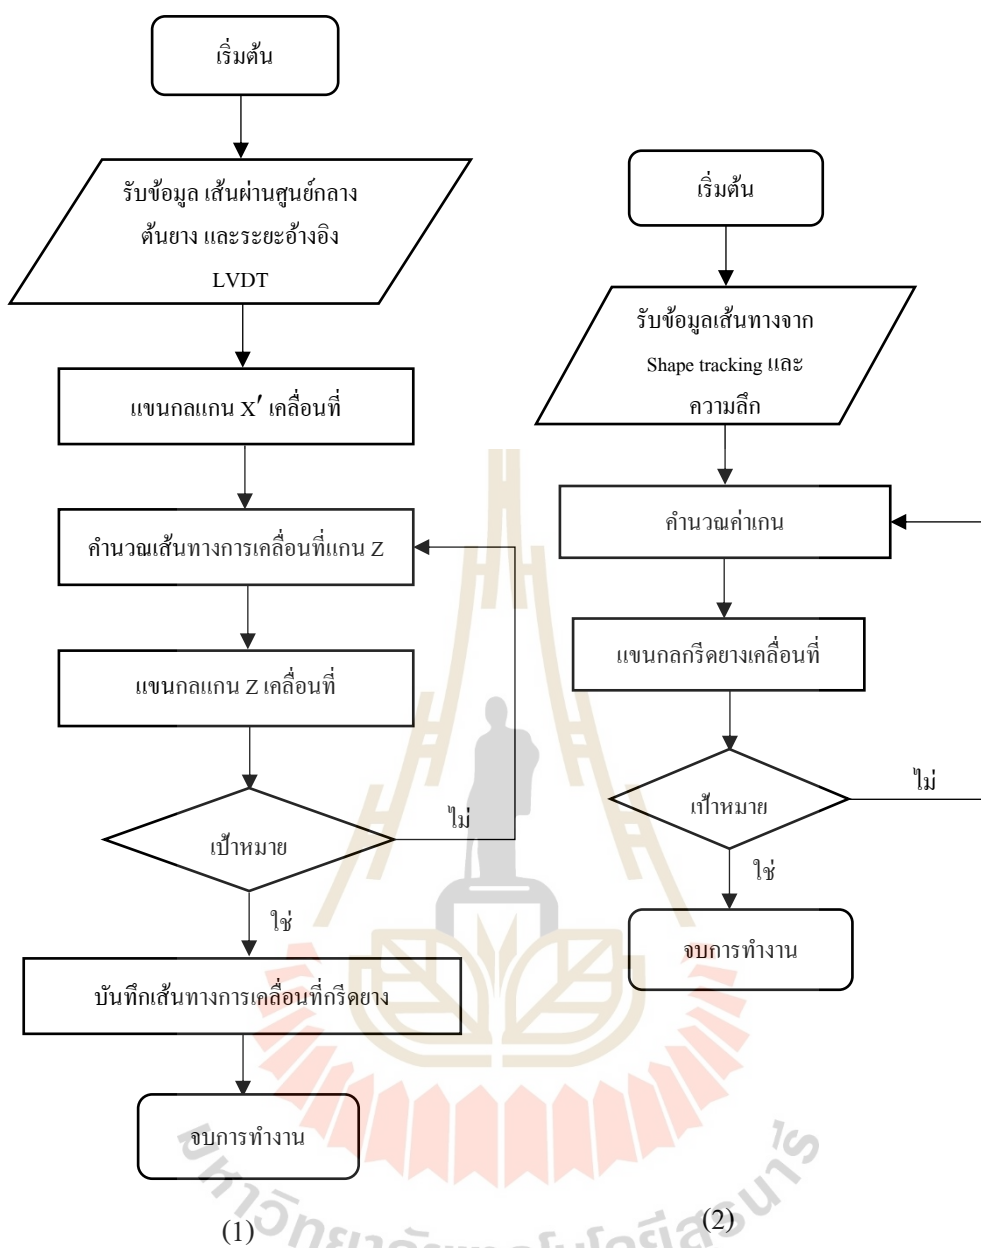 เริ่มต้น
รับข้อมูล เส้นผ่านศูนย์กลาง
ต้นยาง และระยะอ้างอิง
LVDT
แขนกลแกน X′ เคลื่อนที่
คำนวณเส้นทางการเคลื่อนที่แกน Z
แขนกลแกน Z เคลื่อนที่
เป้าหมาย
ไม่
ใช่
บันทึกเส้นทางการเคลื่อนที่กรีดยาง
จบการทำงาน
(1)
เริ่มต้น
รับข้อมูลเส้นทางจาก
Shape tracking และ
ความลึก
คำนวณค่าเกน
แขนกลกรีดยางเคลื่อนที่
เป้าหมาย
ไม่
ใช่
จบการทำงาน
(2)